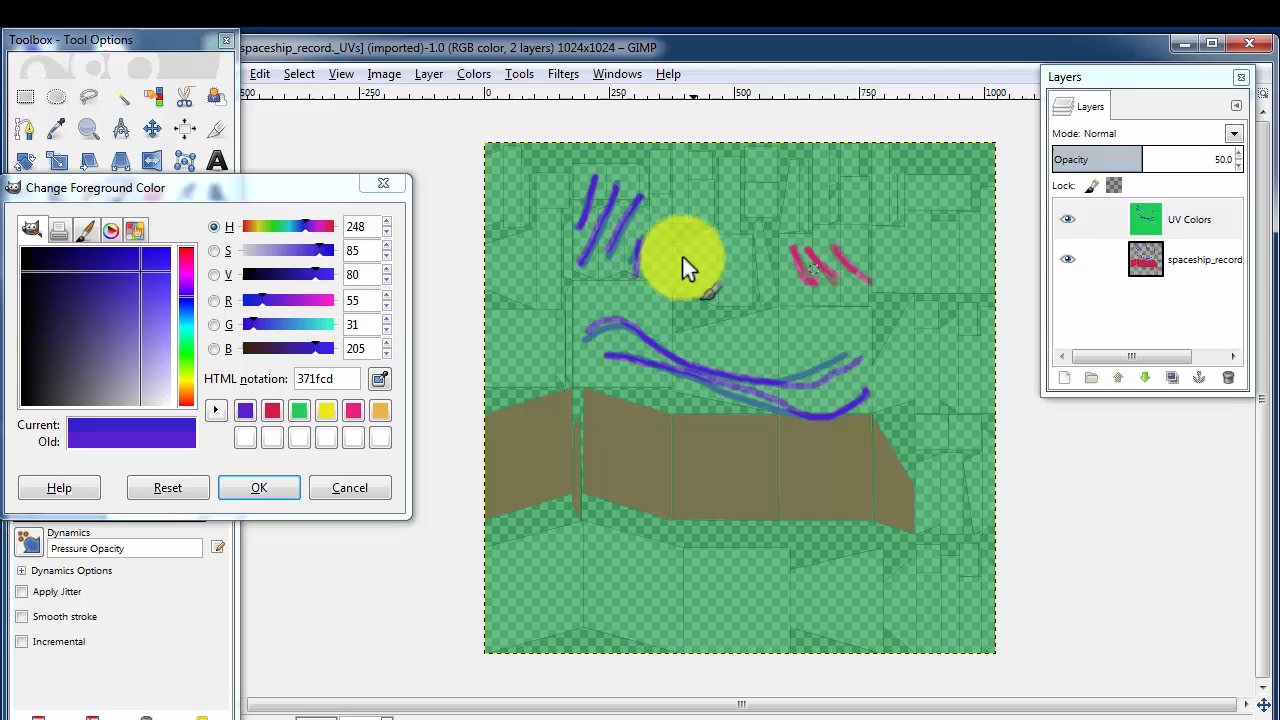 Toolbox - Tool Options
spaceship_record._UVs] (imported)-1.0 (RGB color, 2 layers) 1024x1024 – GIMP
Edit Select View Image Layer Colors Tools Filters Windows Help
500 -250 0 250 500 750 1000
Layers
Layers
Mode: Normal
Opacity 50.0
Lock:
UV Colors
spaceship_record
Change Foreground Color
H 248
S 85
V 80
R 55
G 31
B 205
HTML notation: 371fcd
Current:
Old:
Help Reset OK Cancel
Dynamics
Pressure Opacity
Dynamics Options
Apply Jitter
Smooth stroke
Incremental